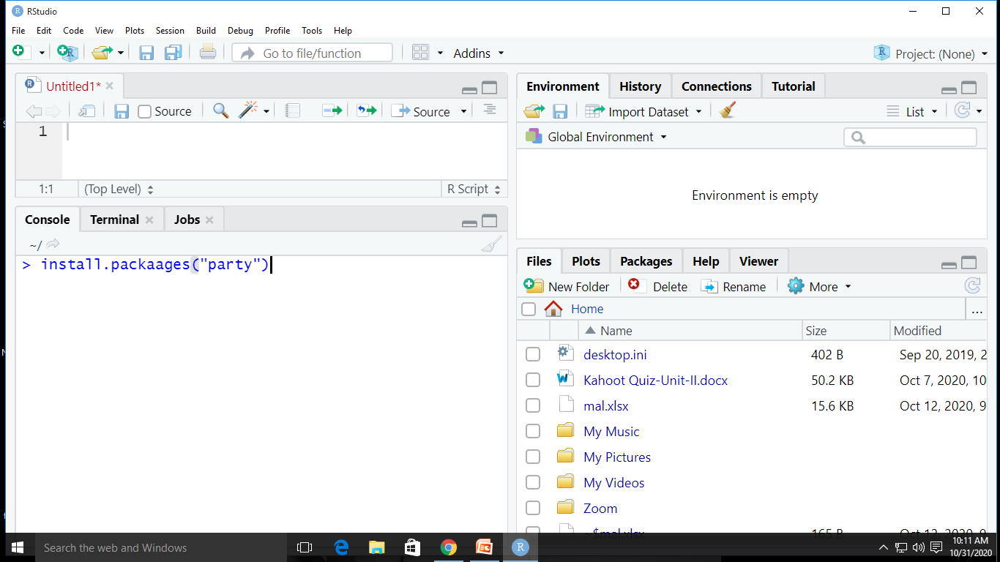 RStudio
File Edit Code View Plots Session Build Debug Profile Tools Help
Go to file/function Addins Project: (None)
Untitled1*
Source Source
1
1:1 (Top Level) R Script
Console Terminal Jobs
~/
> install.packaages("party")
Environment History Connections Tutorial
Import Dataset List
Global Environment
Environment is empty
Files Plots Packages Help Viewer
New Folder Delete Rename More
Home ...
Name Size Modified
desktop.ini 402 B Sep 20, 2019, 2
Kahoot Quiz-Unit-II.docx 50.2 KB Oct 7, 2020, 10
mal.xlsx 15.6 KB Oct 12, 2020, 9
My Music
My Pictures
My Videos
Zoom
~$mal.xlsx 165 B Oct 12, 2020, 9
Search the web and Windows
10:11 AM
10/31/2020